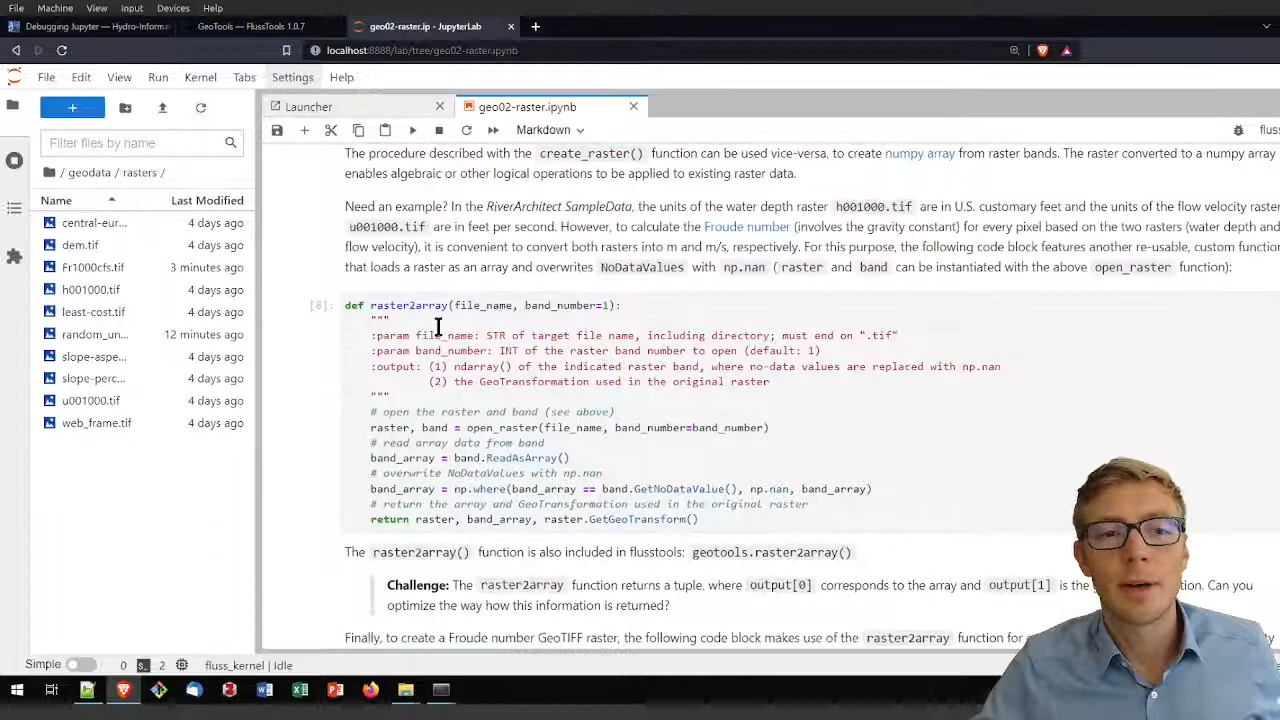 File Machine View Input Devices Help
Debugging Jupyter — Hydro-Informa
GeoTools — FlussTools 1.0.7
geo02-raster.ip - JupyterLab
localhost:8888/lab/tree/geo02-raster.ipynb
File Edit View Run Kernel Tabs Settings Help
Launcher
geo02-raster.ipynb
Markdown
fluss
Filter files by name
/ geodata / rasters /
Name Last Modified
central-eur... 4 days ago
dem.tif 4 days ago
Fr1000cfs.tif 3 minutes ago
h001000.tif 4 days ago
least-cost.tif 4 days ago
random_un... 12 minutes ago
slope-aspe... 4 days ago
slope-perc... 4 days ago
u001000.tif 4 days ago
web_frame.tif 4 days ago
The procedure described with the create_raster() function can be used vice-versa, to create numpy array from raster bands. The raster converted to a numpy array
enables algebraic or other logical operations to be applied to existing raster data.
Need an example? In the RiverArchitect SampleData, the units of the water depth raster h001000.tif are in U.S. customary feet and the units of the flow velocity raster
u001000.tif are in feet per second. However, to calculate the Froude number (involves the gravity constant) for every pixel based on the two rasters (water depth and
flow velocity), it is convenient to convert both rasters into m and m/s, respectively. For this purpose, the following code block features another re-usable, custom function
that loads a raster as an array and overwrites NoDataValues with np.nan (raster and band can be instantiated with the above open_raster function):
[8]: def raster2array(file_name, band_number=1):
"""
:param file_name: STR of target file name, including directory; must end on ".tif"
:param band_number: INT of the raster band number to open (default: 1)
:output: (1) ndarray() of the indicated raster band, where no-data values are replaced with np.nan
(2) the GeoTransformation used in the original raster
"""
# open the raster and band (see above)
raster, band = open_raster(file_name, band_number=band_number)
# read array data from band
band_array = band.ReadAsArray()
# overwrite NoDataValues with np.nan
band_array = np.where(band_array == band.GetNoDataValue(), np.nan, band_array)
# return the array and GeoTransformation used in the original raster
return raster, band_array, raster.GetGeoTransform()
The raster2array() function is also included in flusstools: geotools.raster2array()
Challenge: The raster2array function returns a tuple, where output[0] corresponds to the array and output[1] is the ion. Can you
optimize the way how this information is returned?
Finally, to create a Froude number GeoTIFF raster, the following code block makes use of the raster2array function for
Simple 0 2 fluss_kernel | Idle